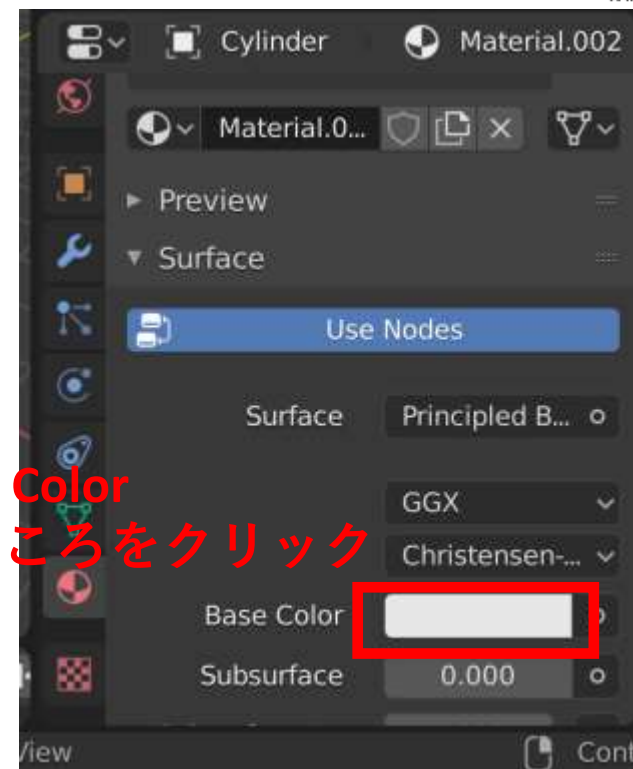 Cylinder Material.002
Material.0...
Preview
Surface
Use Nodes
Surface Principled B...
Color
GGX
ころをクリック
Christensen-...
Base Color
Subsurface 0.000
View Cont